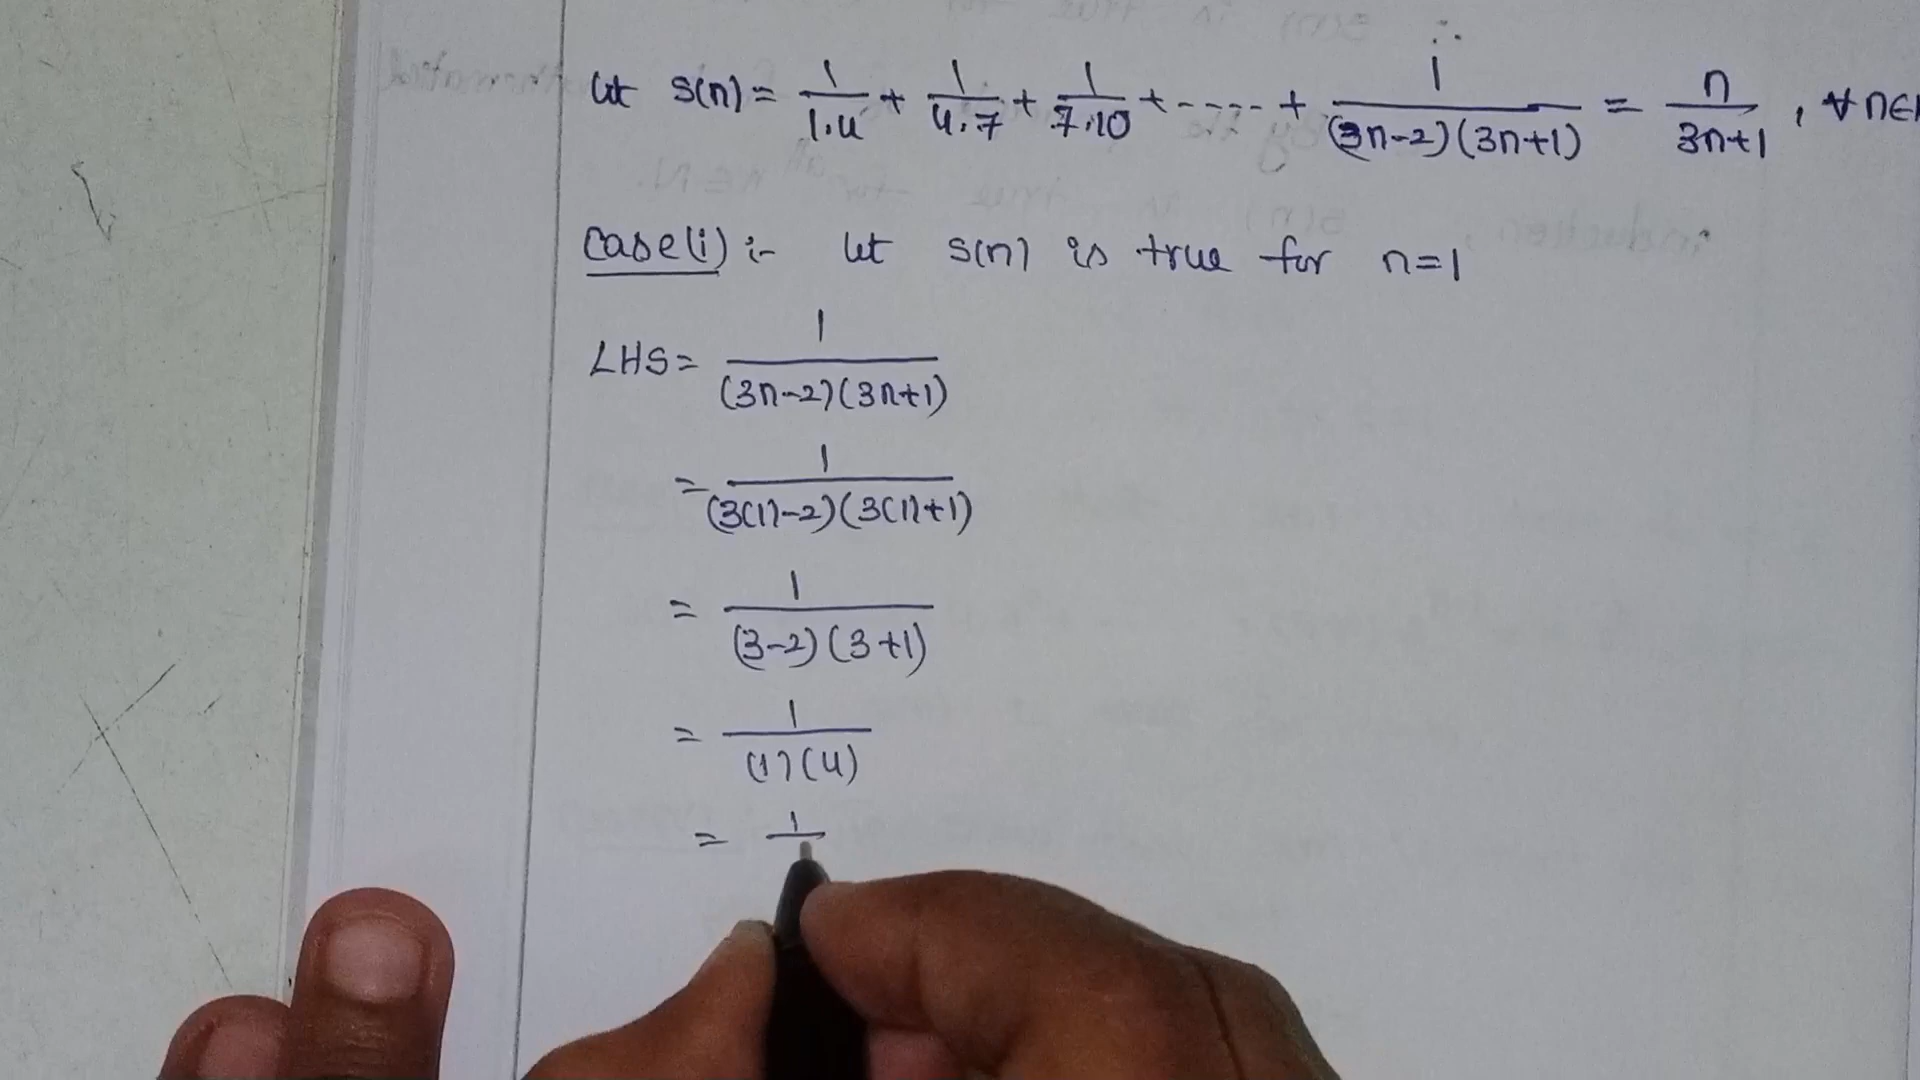 let S(n) = 1/1.4 + 1/4.7 + 1/7.10 + ---- + 1/(3n-2)(3n+1) = n/3n+1 , ∀ n∈
case(i) :- let S(n) is true for n=1
LHS = 1/(3n-2)(3n+1)
= 1/(3(1)-2)(3(1)+1)
= 1/(3-2)(3+1)
= 1/(1)(4)
= 1/